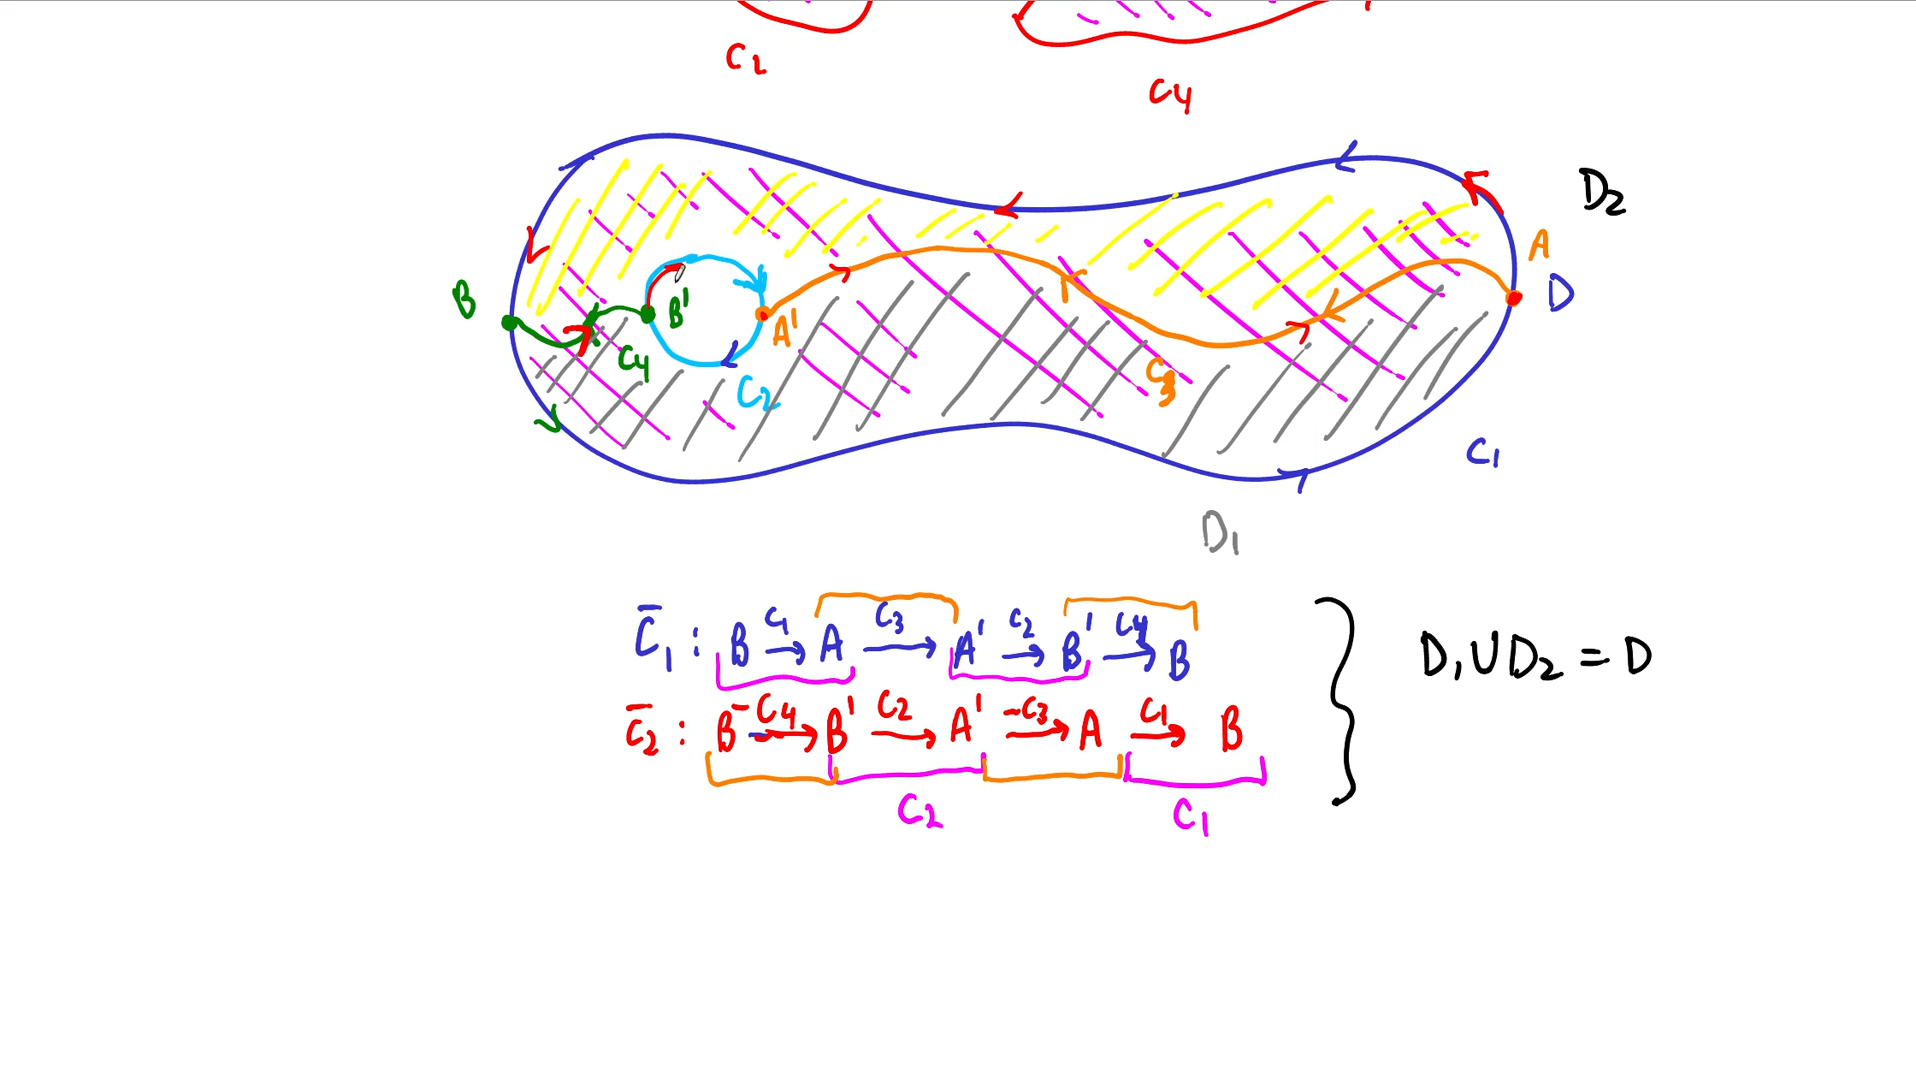 C₂
C₄
D₂
A
B
B'
A'
D
C₄
C₂
C₃
C₁
D₁
C̄₁ : B →(C₁) A →(C₃) A' →(C₂) B' →(C₄) B
D₁ ∪ D₂ = D
C̄₂ : B →(-C₄) B' →(C₂) A' →(-C₃) A →(C₁) B
C₂ C₁